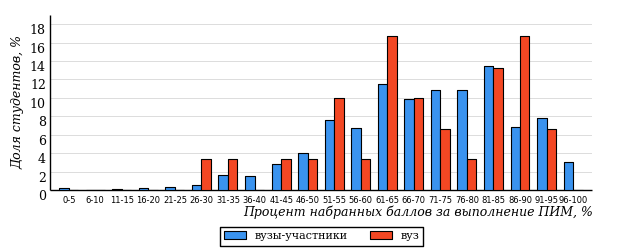 Доля студентов, %
18
16
14
12
10
8
6
4
2
0
0-5 6-10 11-15 16-20 21-25 26-30 31-35 36-40 41-45 46-50 51-55 56-60 61-65 66-70 71-75 76-80 81-85 86-90 91-95 96-100
Процент набранных баллов за выполнение ПИМ, %
вузы-участники вуз